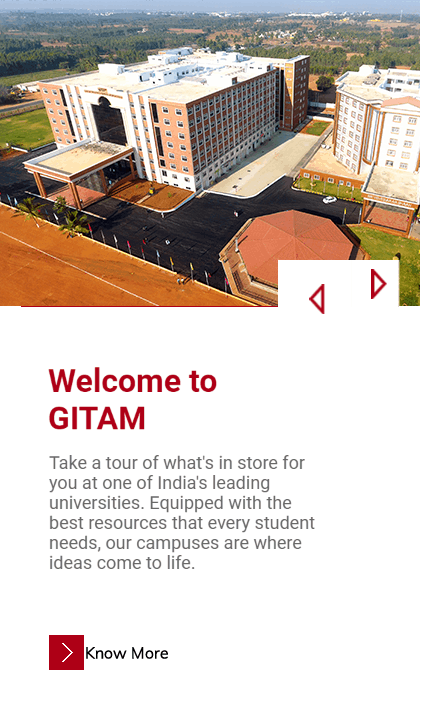 Welcome to
GITAM
Take a tour of what's in store for
you at one of India's leading
universities. Equipped with the
best resources that every student
needs, our campuses are where
ideas come to life.
Know More